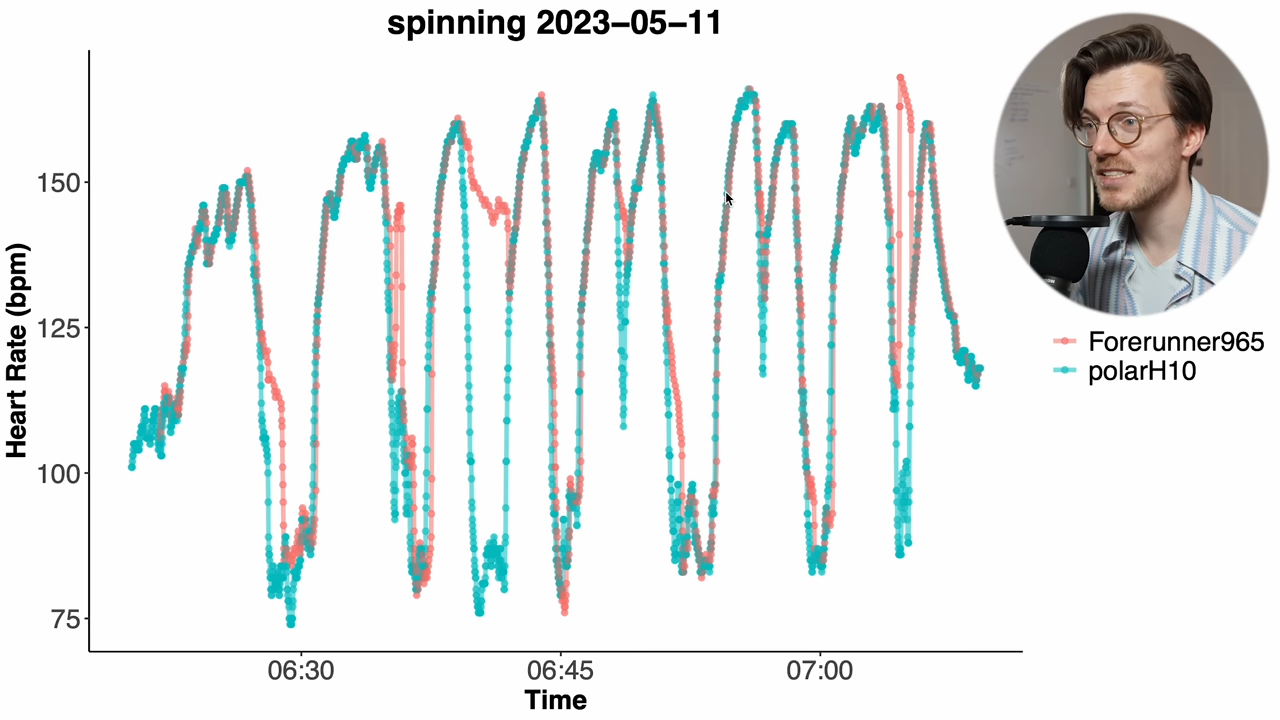 spinning 2023–05–11
Heart Rate (bpm)
150
125
100
75
06:30
06:45
07:00
Time
Forerunner965
polarH10